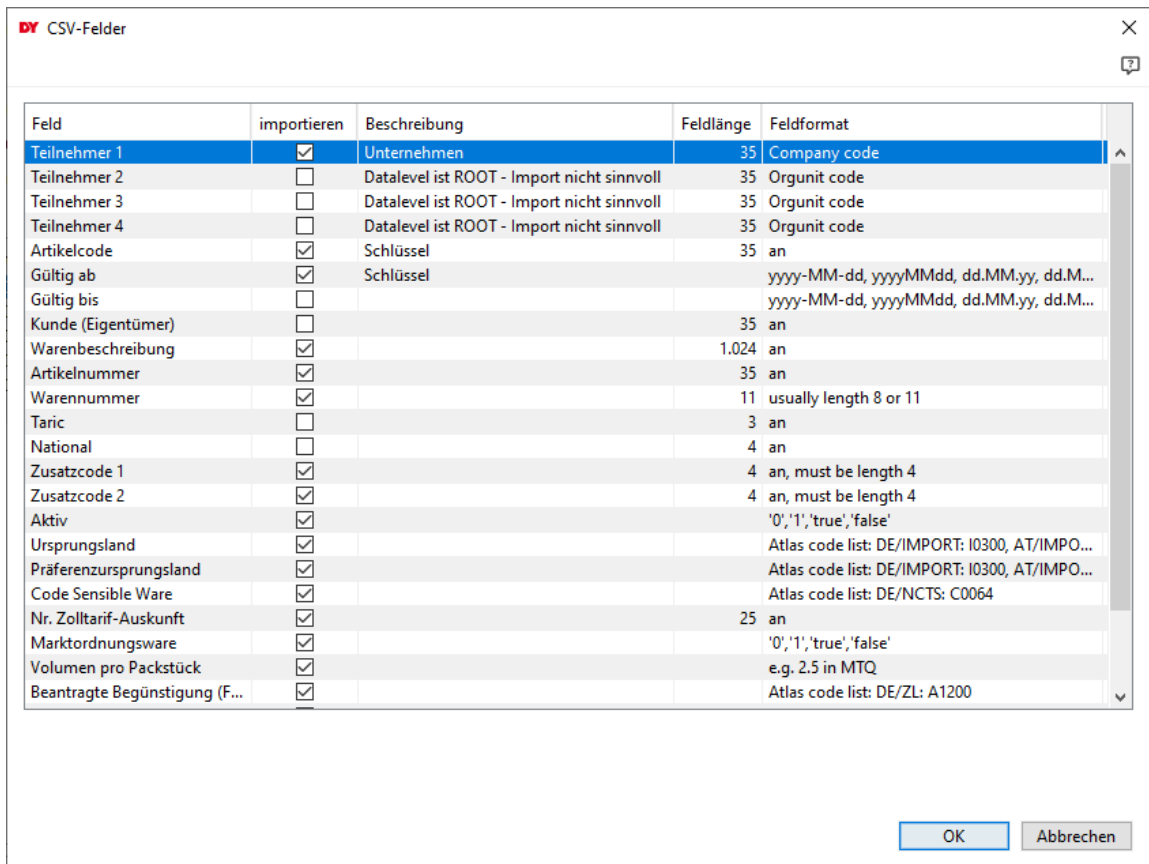 DY CSV-Felder
Feld importieren Beschreibung Feldlänge Feldformat
Teilnehmer 1 Unternehmen 35 Company code
Teilnehmer 2 Datalevel ist ROOT - Import nicht sinnvoll 35 Orgunit code
Teilnehmer 3 Datalevel ist ROOT - Import nicht sinnvoll 35 Orgunit code
Teilnehmer 4 Datalevel ist ROOT - Import nicht sinnvoll 35 Orgunit code
Artikelcode Schlüssel 35 an
Gültig ab Schlüssel yyyy-MM-dd, yyyyMMdd, dd.MM.yy, dd.M...
Gültig bis yyyy-MM-dd, yyyyMMdd, dd.MM.yy, dd.M...
Kunde (Eigentümer) 35 an
Warenbeschreibung 1.024 an
Artikelnummer 35 an
Warennummer 11 usually length 8 or 11
Taric 3 an
National 4 an
Zusatzcode 1 4 an, must be length 4
Zusatzcode 2 4 an, must be length 4
Aktiv '0','1','true','false'
Ursprungsland Atlas code list: DE/IMPORT: I0300, AT/IMPO...
Präferenzursprungsland Atlas code list: DE/IMPORT: I0300, AT/IMPO...
Code Sensible Ware Atlas code list: DE/NCTS: C0064
Nr. Zolltarif-Auskunft 25 an
Marktordnungsware '0','1','true','false'
Volumen pro Packstück e.g. 2.5 in MTQ
Beantragte Begünstigung (F... Atlas code list: DE/ZL: A1200
OK Abbrechen